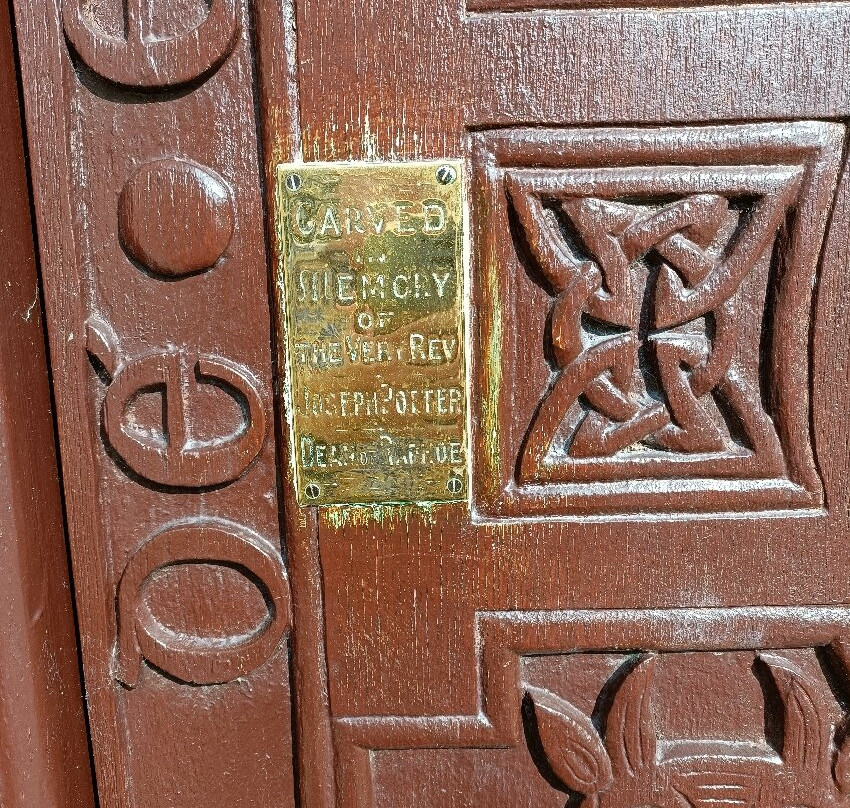 CARVED
IN
MEMORY
OF
THE VERY REV
JOSEPH POTTER
DEAN OF RAPHOE